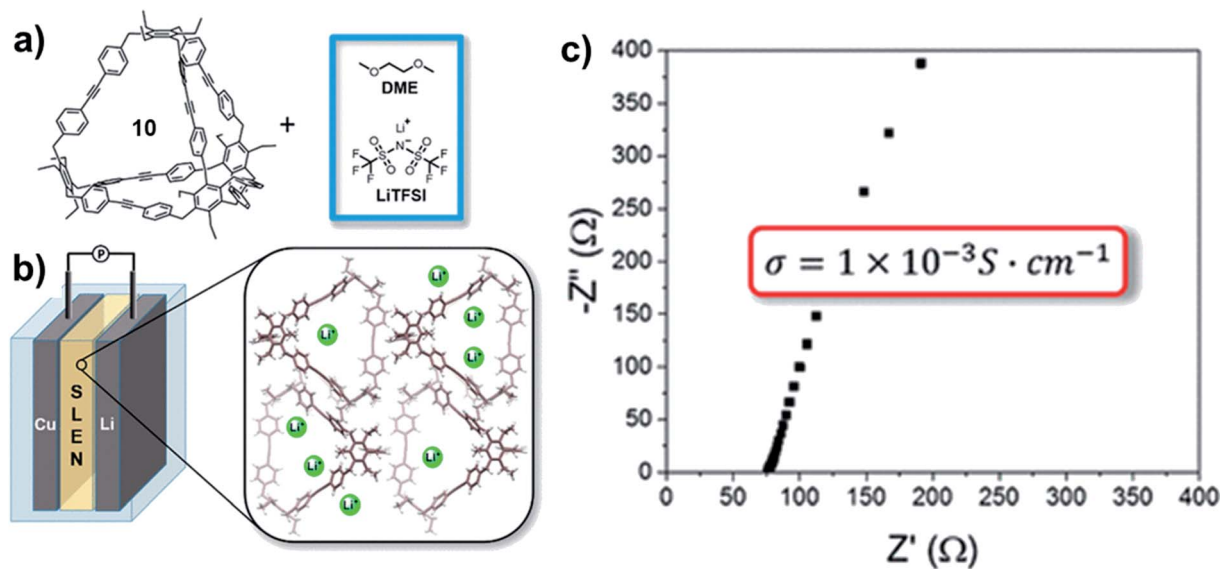 a)
10
+
O
O
DME
Li⁺
O
O
O
O
S
N⁻
S
F
F
F
F
F
F
LiTFSI
b)
P
Cu
SLEN
Li
Li⁺
Li⁺
Li⁺
Li⁺
Li⁺
Li⁺
Li⁺
Li⁺
c)
-Z'' (Ω)
400
350
300
250
200
150
100
50
0
σ = 1 × 10⁻³S · cm⁻¹
0 50 100 150 200 250 300 350 400
Z' (Ω)